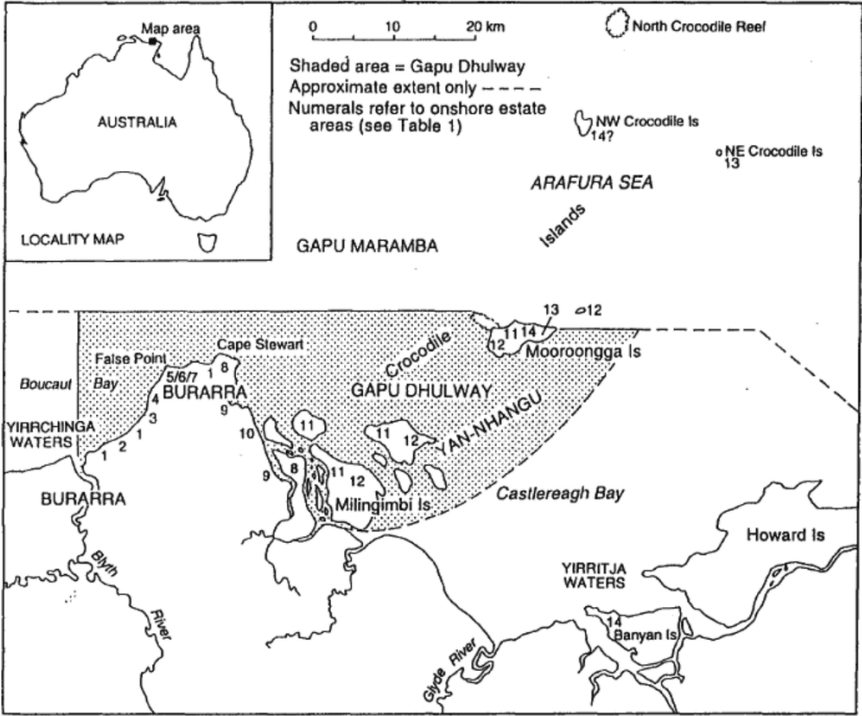 Map area
AUSTRALIA
LOCALITY MAP
0 10 20 km
Shaded area = Gapu Dhulway
Approximate extent only
Numerals refer to onshore estate
areas (see Table 1)
North Crocodile Reef
NW Crocodile Is
14?
NE Crocodile Is
13
ARAFURA SEA
Islands
GAPU MARAMBA
13 12
11 14
12
Mooroongga Is
Crocodile
Cape Stewart
False Point
5/6/7 1 8
BURARRA
Boucaut Bay
4
GAPU DHULWAY
9
3
YIRRCHINGA
WATERS
1
2
1
10
11
11 12
YAN-NHANGU
9 8 11 12
Milingimbi Is
BURARRA
Castlereagh Bay
Howard Is
Blyth
River
YIRRITJA
WATERS
14
Banyan Is
Glyde River